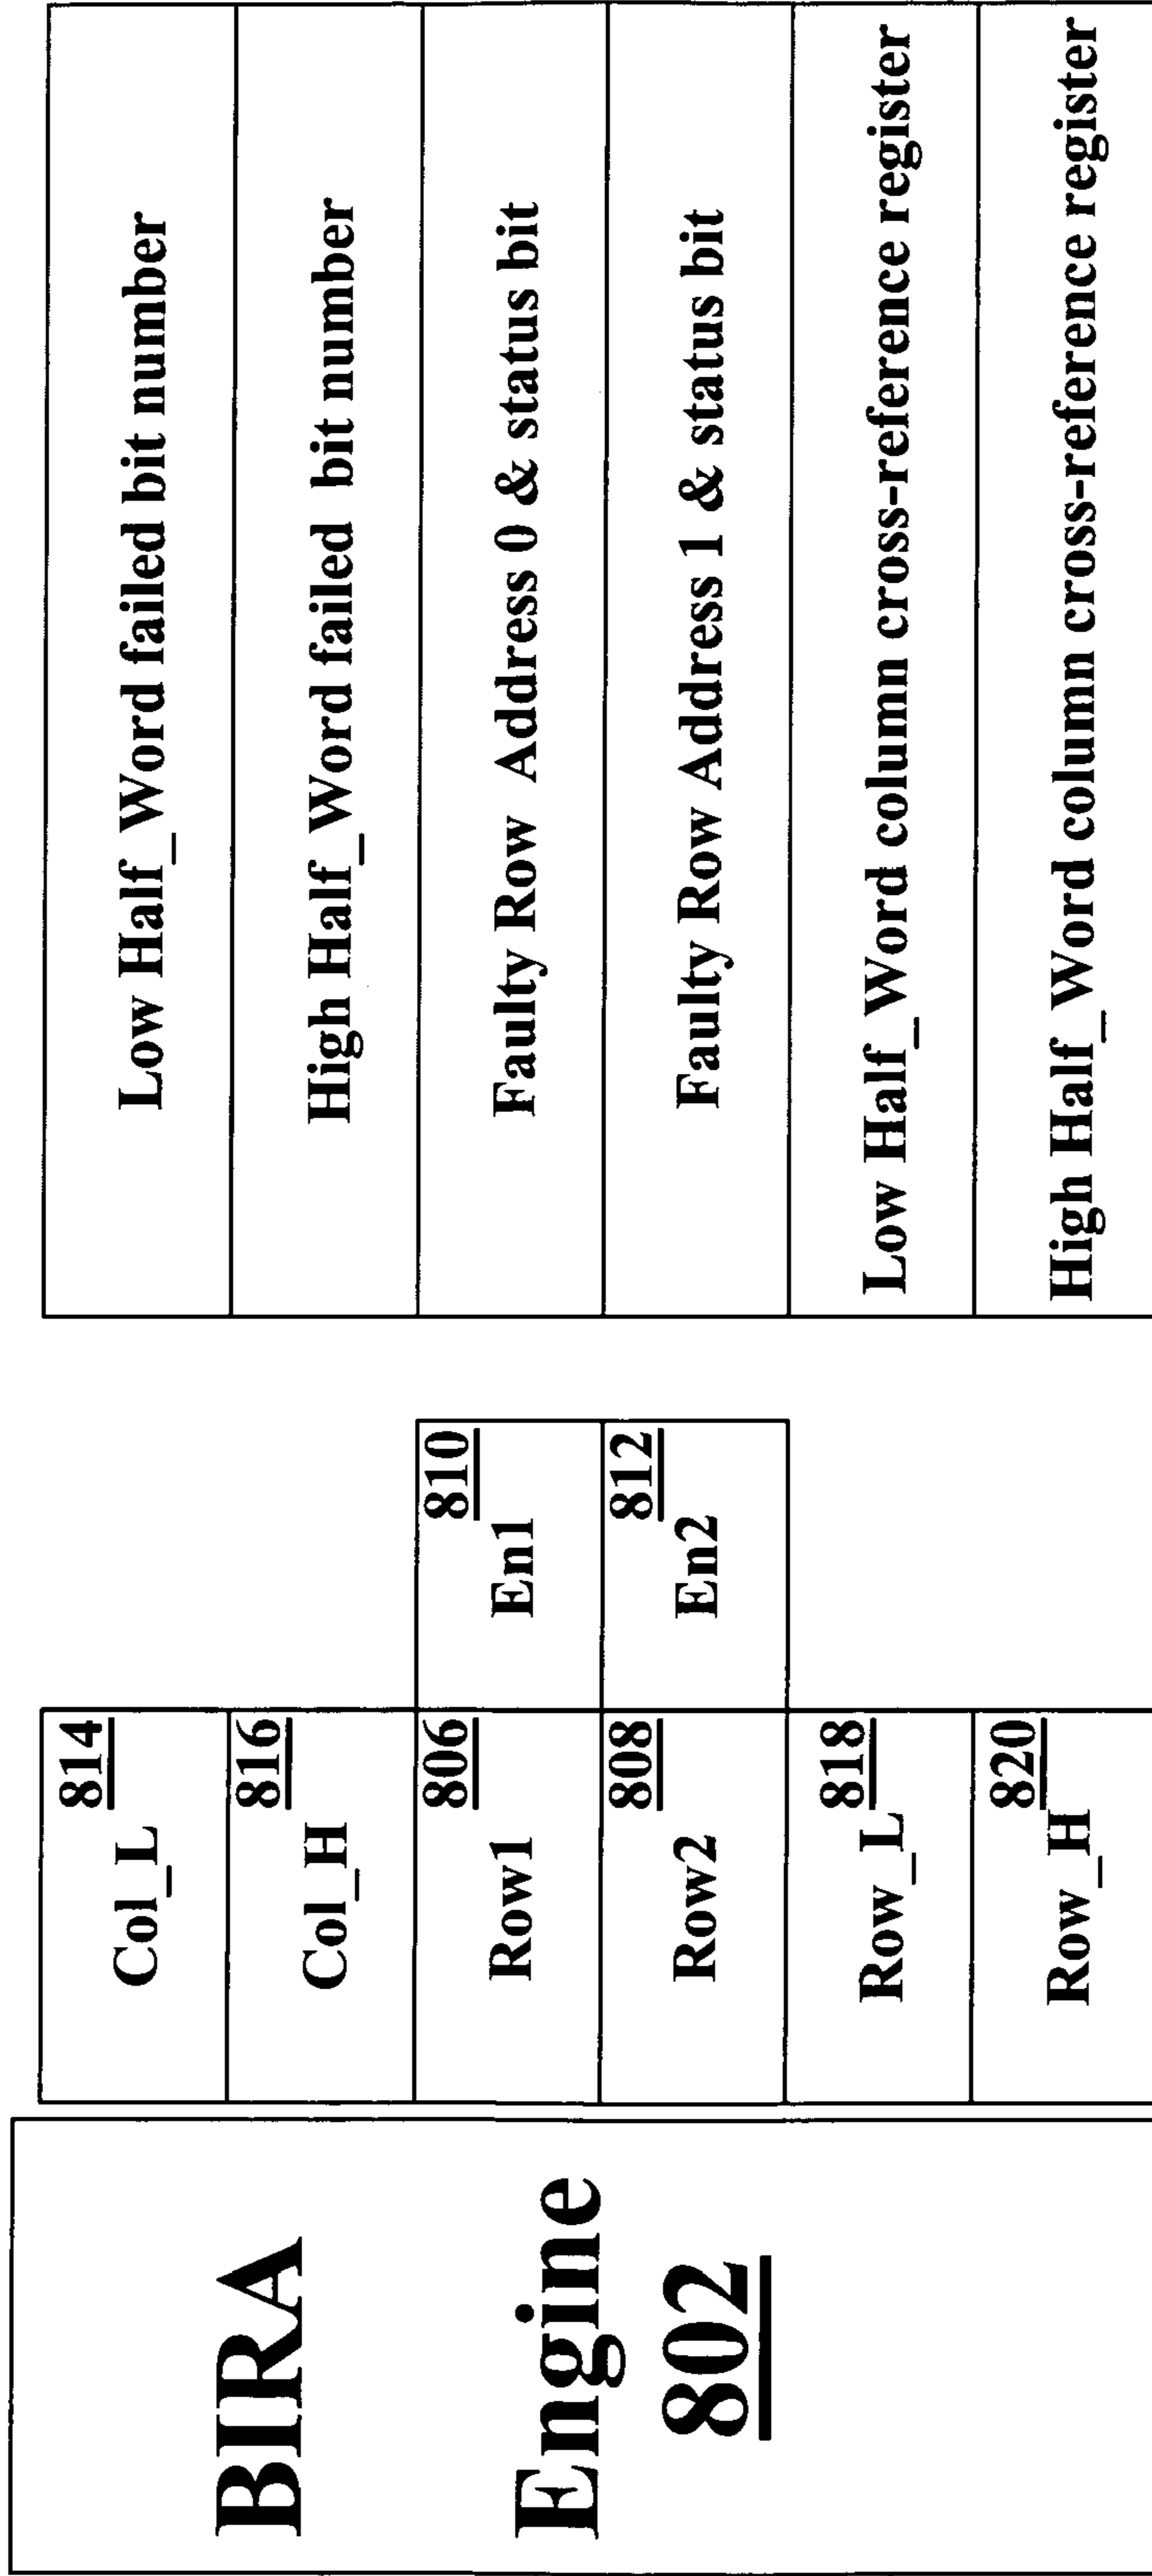 BIRA
Engine
802
Col_L 814
Col_H 816
Row1 806
En1 810
Row2 808
En2 812
Row_L 818
Row_H 820
Low Half_Word failed bit number
High Half_Word failed bit number
Faulty Row Address 0 & status bit
Faulty Row Address 1 & status bit
Low Half_Word column cross-reference register
High Half_Word column cross-reference register